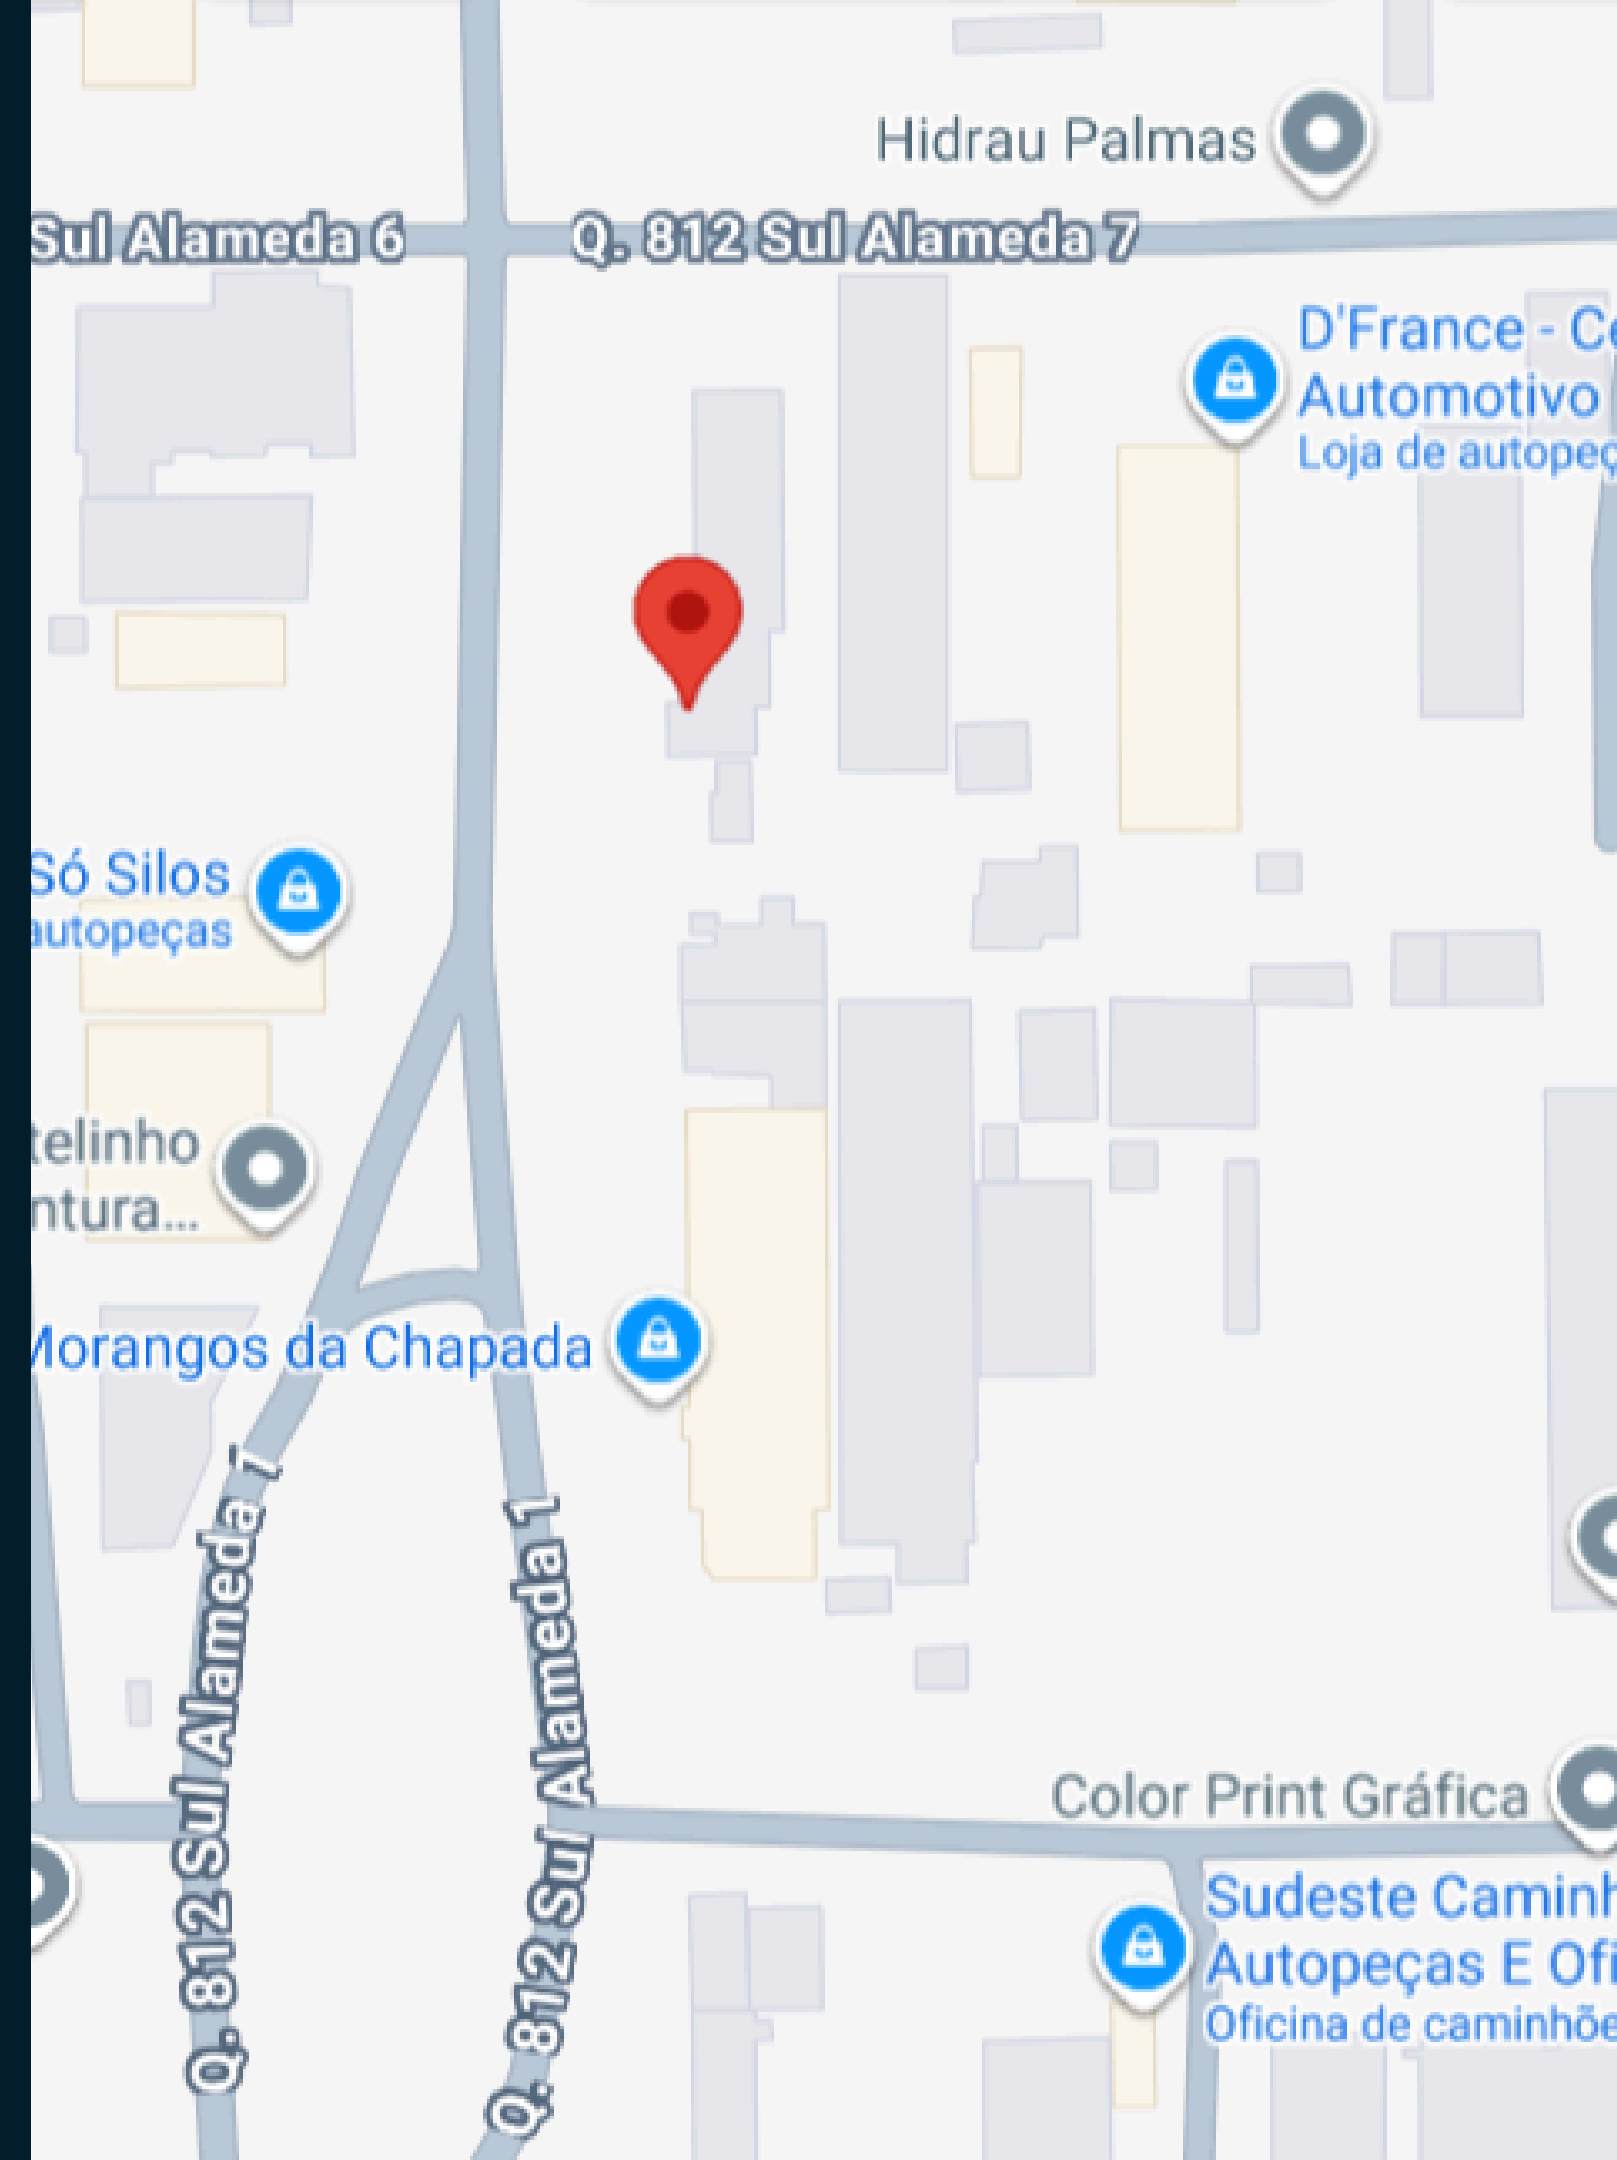 Hidrau Palmas
Sul Alameda 6
Q. 812 Sul Alameda 7
D'France - Co
Automotivo
Loja de autopeç
Só Silos
autopeças
telinho
ntura...
Morangos da Chapada
Q. 812 Sul Alameda 1
Q. 812 Sul Alameda 1
Color Print Gráfica
Sudeste Caminh
Autopeças E Ofi
Oficina de caminhõe